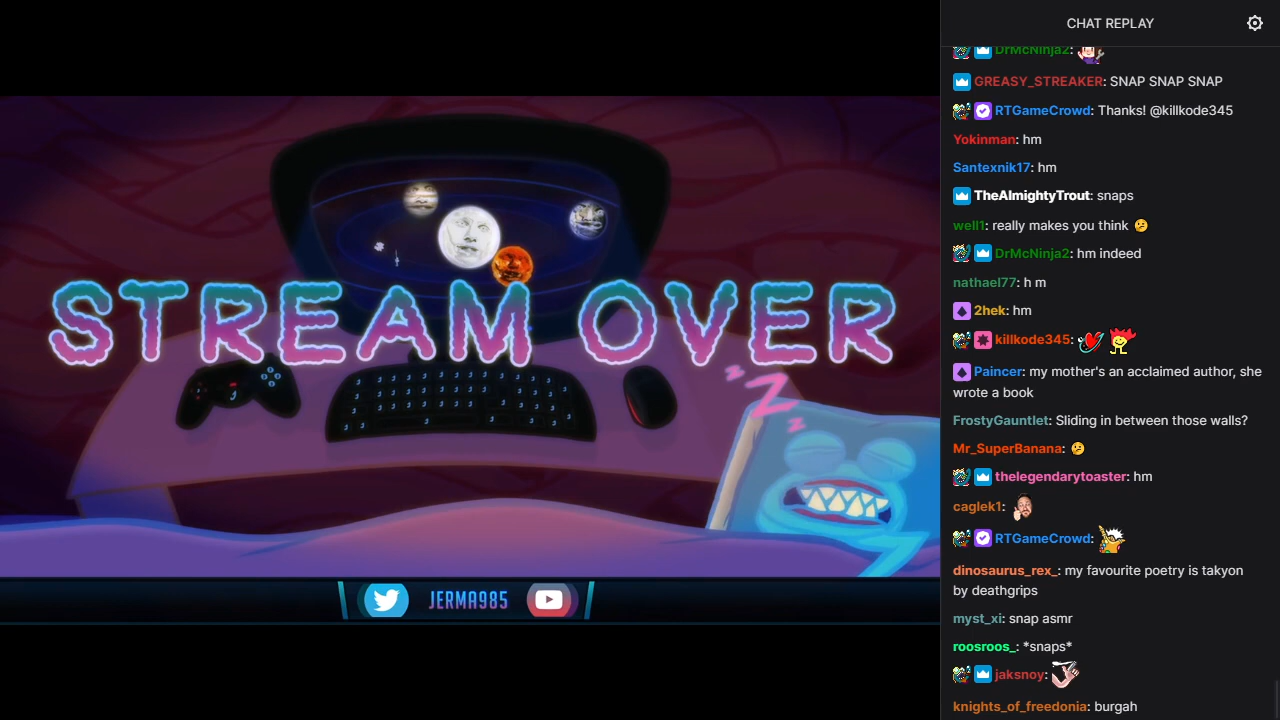 STREAM OVER
z
Z
z
JERMA985
CHAT REPLAY
DrMcNinja2:
GREASY_STREAKER: SNAP SNAP SNAP
RTGameCrowd: Thanks! @killkode345
Yokinman: hm
Santexnik17: hm
TheAlmightyTrout: snaps
well1: really makes you think 🤔
DrMcNinja2: hm indeed
nathael77: h m
2hek: hm
killkode345:
Paincer: my mother's an acclaimed author, she
wrote a book
FrostyGauntlet: Sliding in between those walls?
Mr_SuperBanana: 🤔
thelegendarytoaster: hm
caglek1:
RTGameCrowd:
dinosaurus_rex_: my favourite poetry is takyon
by deathgrips
myst_xi: snap asmr
roosroos_: *snaps*
jaksnoy:
knights_of_freedonia: burgah